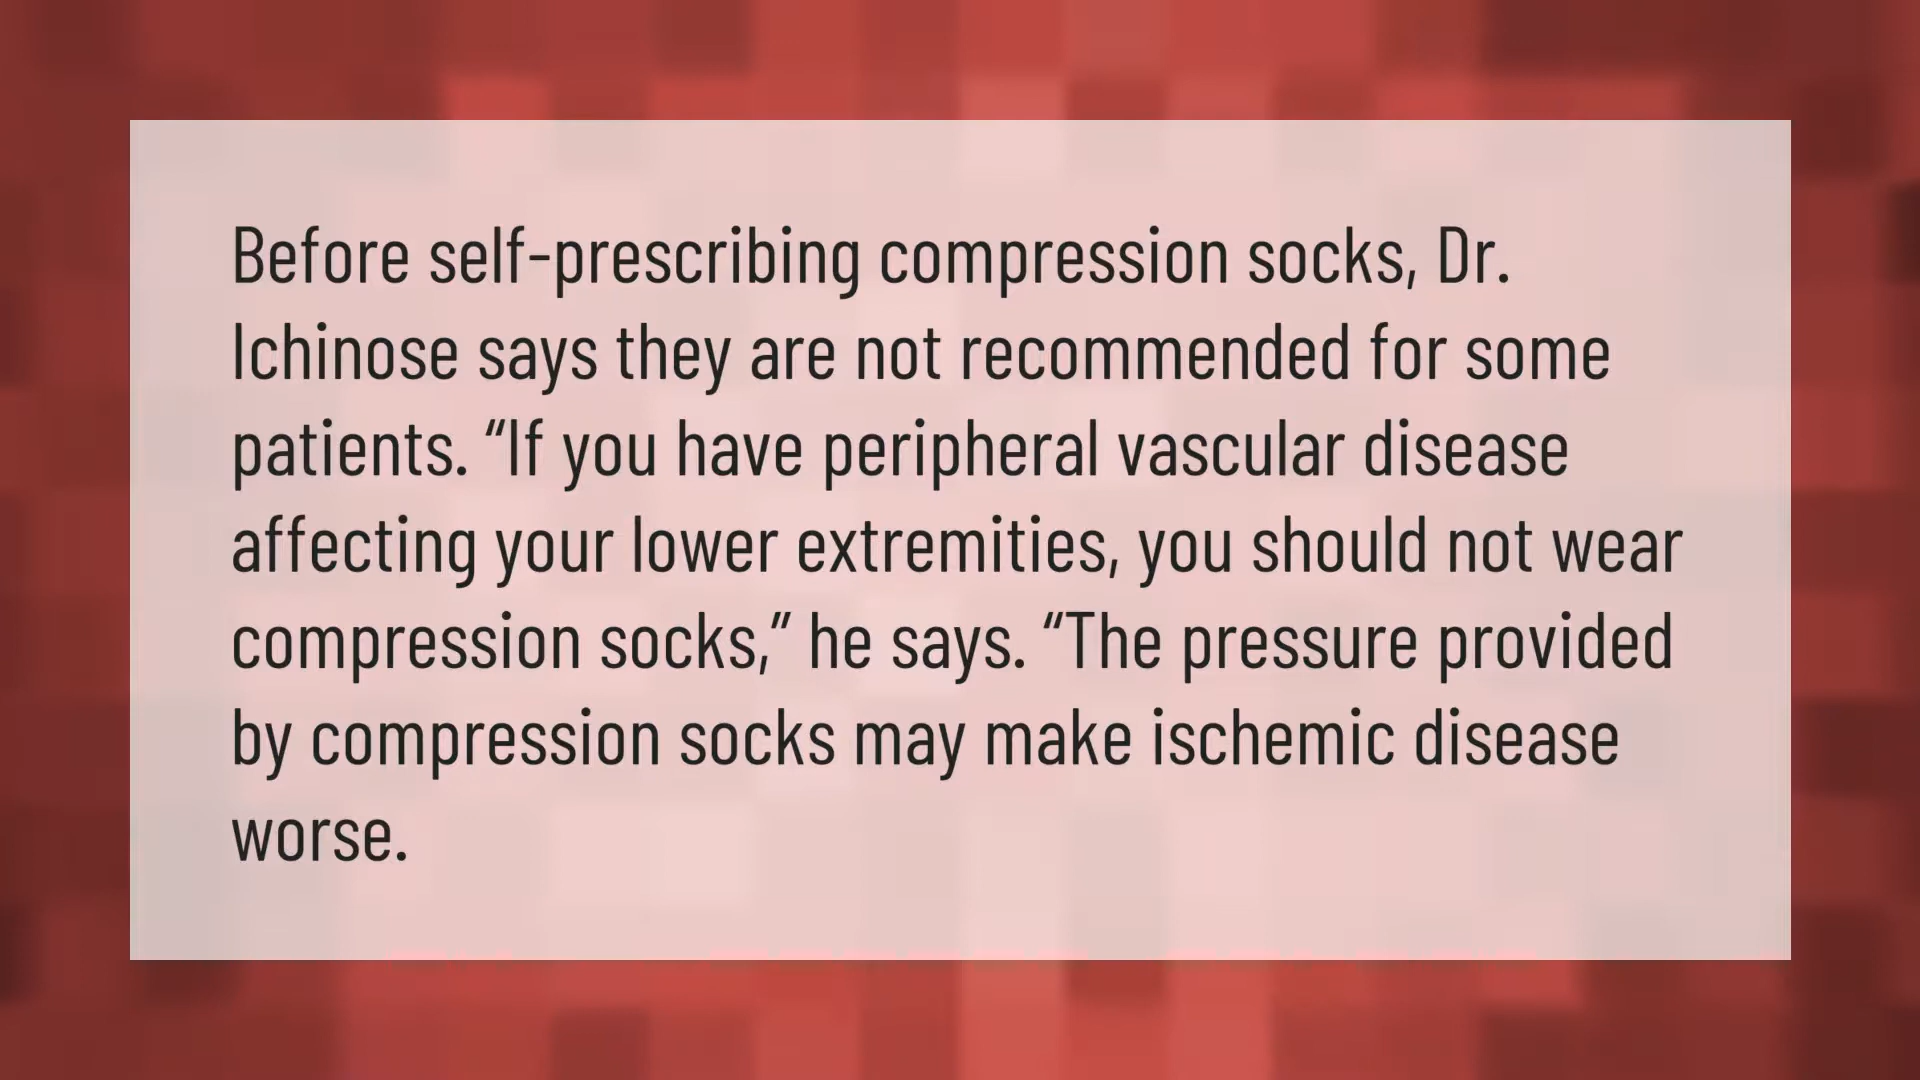 Before self-prescribing compression socks, Dr.
Ichinose says they are not recommended for some
patients. “If you have peripheral vascular disease
affecting your lower extremities, you should not wear
compression socks,” he says. “The pressure provided
by compression socks may make ischemic disease
worse.